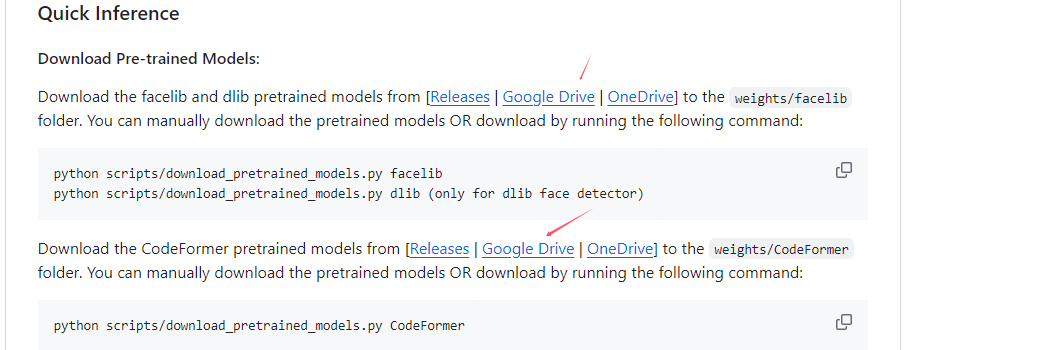 Quick Inference
Download Pre-trained Models:
Download the facelib and dlib pretrained models from [Releases | Google Drive | OneDrive] to the weights/facelib
folder. You can manually download the pretrained models OR download by running the following command:
python scripts/download_pretrained_models.py facelib
python scripts/download_pretrained_models.py dlib (only for dlib face detector)
Download the CodeFormer pretrained models from [Releases | Google Drive | OneDrive] to the weights/CodeFormer
folder. You can manually download the pretrained models OR download by running the following command:
python scripts/download_pretrained_models.py CodeFormer